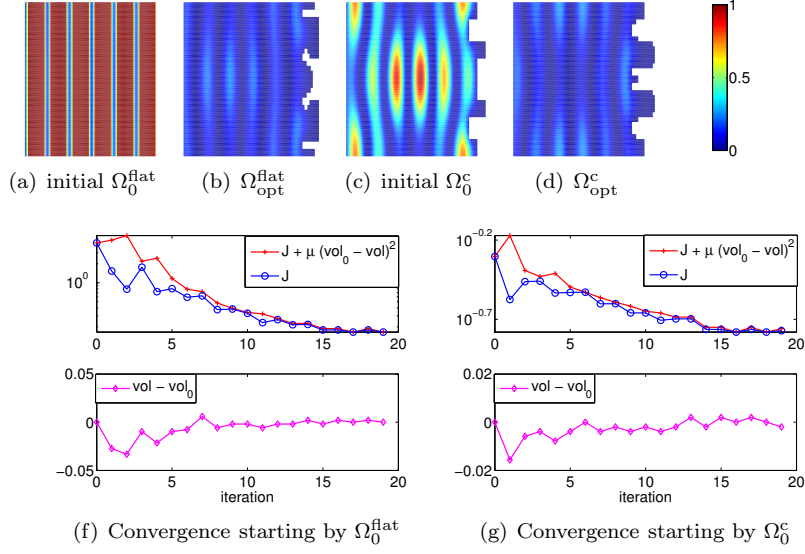 1
0.5
0
(a) initial Ω₀^flat
(b) Ω_opt^flat
(c) initial Ω₀^c
(d) Ω_opt^c
10⁰
J + μ (vol₀ − vol)²
J
0 5 10 15 20
0.05
0
−0.05
vol − vol₀
0 5 10 15 20
iteration
(f) Convergence starting by Ω₀^flat
10^−0.2
10^−0.7
J + μ (vol₀ − vol)²
J
0 5 10 15 20
0.02
0
−0.02
vol − vol₀
0 5 10 15 20
iteration
(g) Convergence starting by Ω₀^c